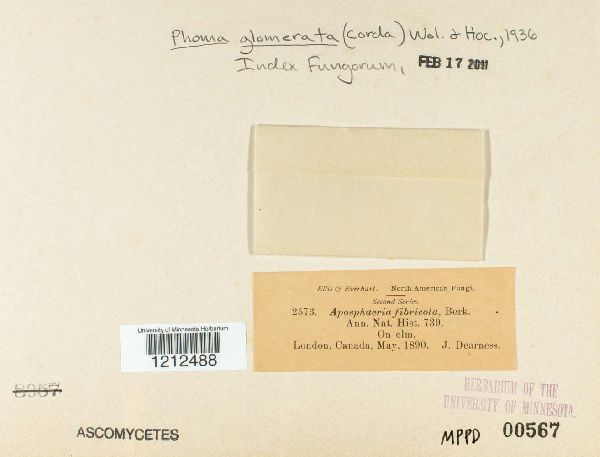 Phoma glomerata (Corda) Wol. & Hoc., 1936
Index Fungorum, FEB 17 2011
Ellis & Everhart. North American Fungi.
Second Series.
2573. Aposphaeria fibricola, Berk.
Ann. Nat. Hist. 739.
On elm.
London, Canada, May, 1890. J. Dearness.
University of Minnesota Herbarium
1212488
8957
HERBARIUM OF THE
UNIVERSITY OF MINNESOTA.
ASCOMYCETES
MPPD 00567